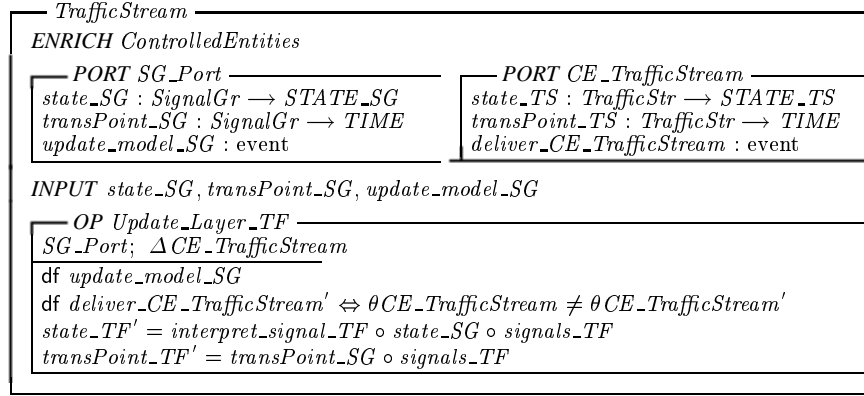 TrafficStream
ENRICH ControlledEntities
PORT SG_Port
state_SG : SignalGr ⟶ STATE_SG
transPoint_SG : SignalGr ⟶ TIME
update_model_SG : event
PORT CE_TrafficStream
state_TS : TrafficStr ⟶ STATE_TS
transPoint_TS : TrafficStr ⟶ TIME
deliver_CE_TrafficStream : event
INPUT state_SG, transPoint_SG, update_model_SG
OP Update_Layer_TF
SG_Port; ΔCE_TrafficStream
df update_model_SG
df deliver_CE_TrafficStream′ ⇔ θCE_TrafficStream ≠ θCE_TrafficStream′
state_TF′ = interpret_signal_TF ∘ state_SG ∘ signals_TF
transPoint_TF′ = transPoint_SG ∘ signals_TF